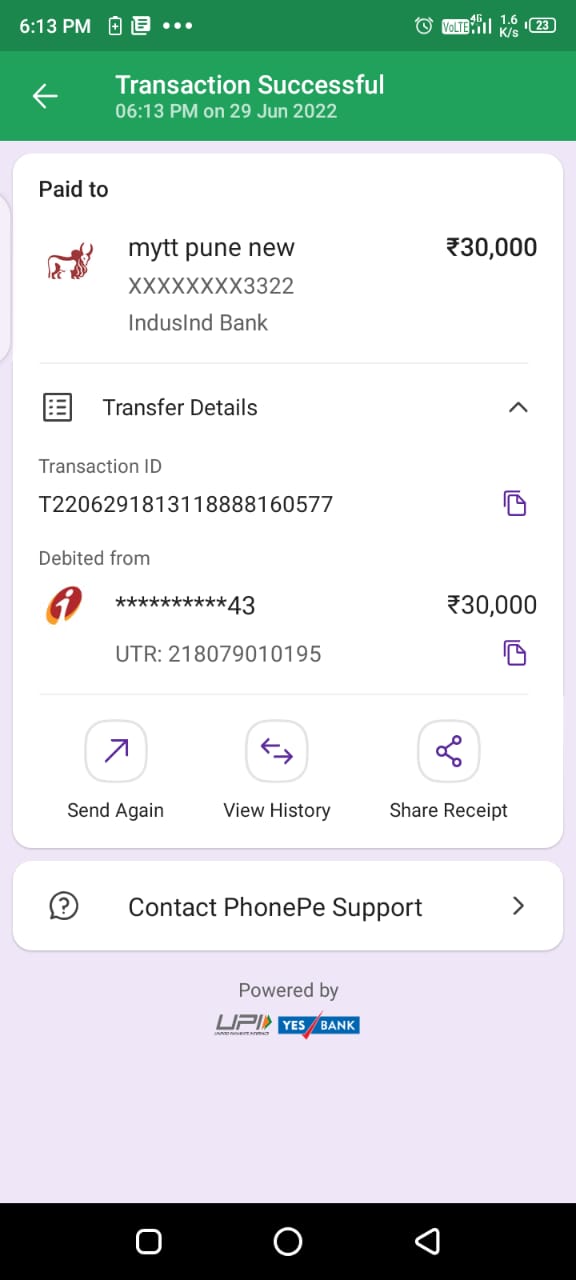 6:13 PM
VoLTE 4G 1.6 K/s 23
Transaction Successful
06:13 PM on 29 Jun 2022
Paid to
mytt pune new ₹30,000
XXXXXXXX3322
IndusInd Bank
Transfer Details
Transaction ID
T2206291813118888160577
Debited from
**********43 ₹30,000
UTR: 218079010195
Send Again View History Share Receipt
Contact PhonePe Support
Powered by
UPI YES BANK